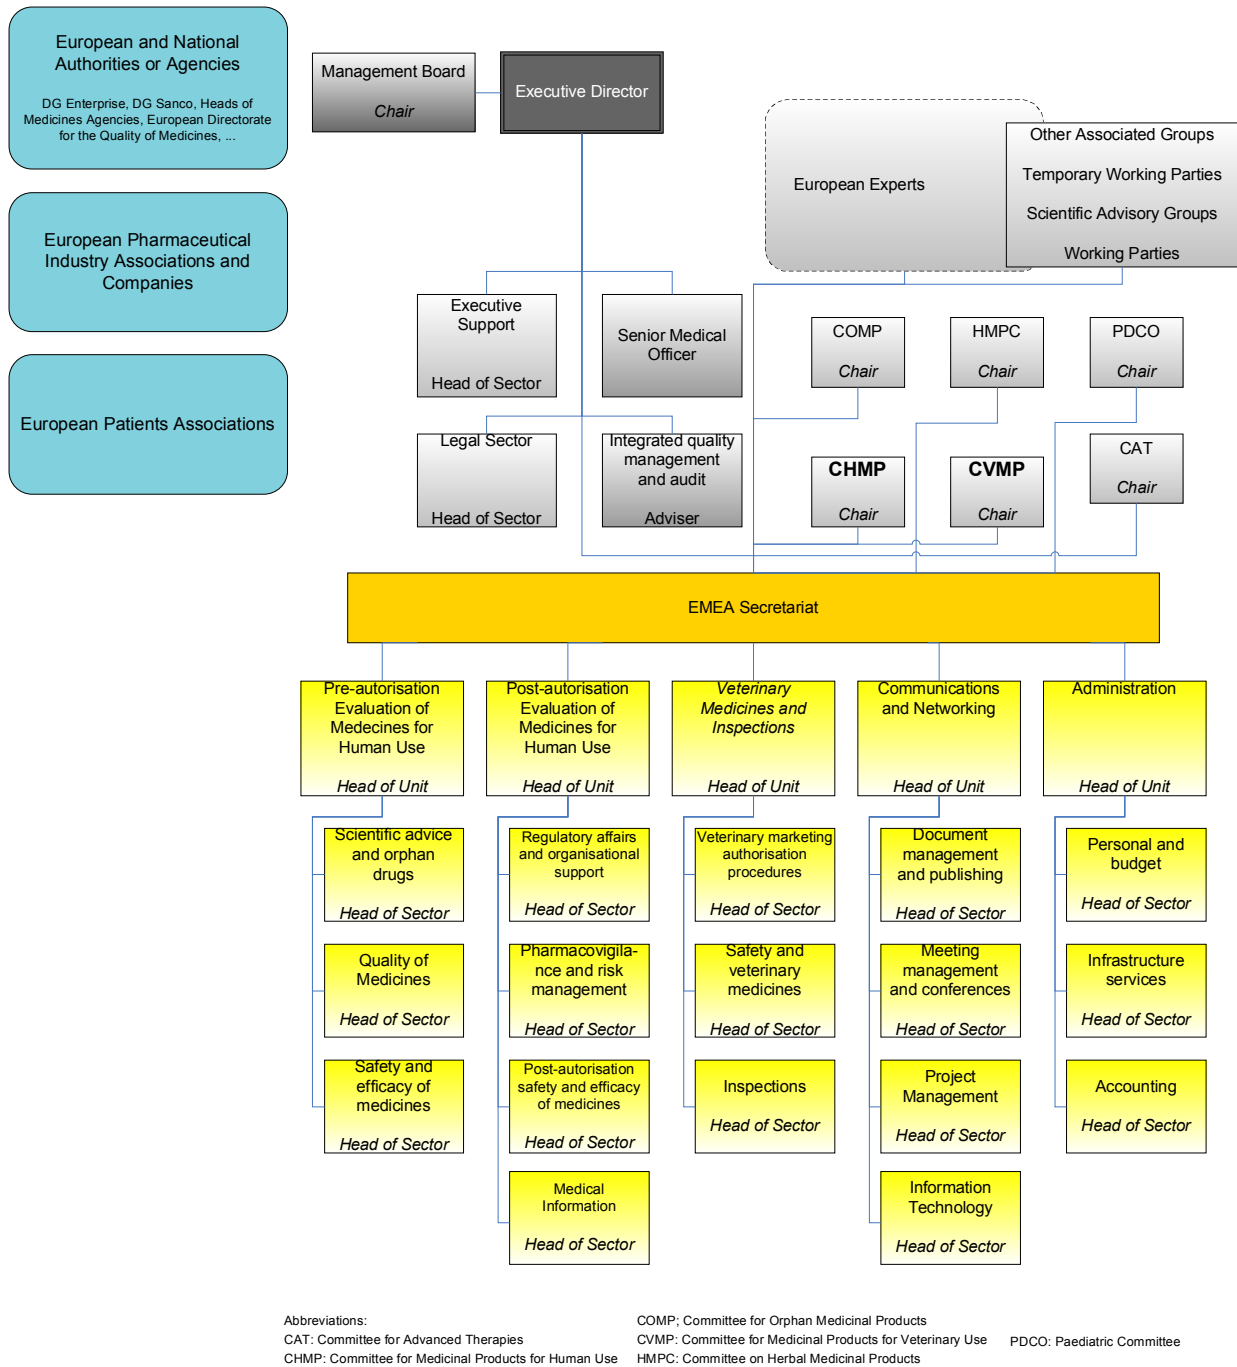 European and National
Authorities or Agencies
DG Enterprise, DG Sanco, Heads of
Medicines Agencies, European Directorate
for the Quality of Medicines, ...
European Pharmaceutical
Industry Associations and
Companies
European Patients Associations
Management Board
Chair
Executive Director
European Experts
Other Associated Groups
Temporary Working Parties
Scientific Advisory Groups
Working Parties
Executive
Support
Head of Sector
Senior Medical
Officer
Legal Sector
Head of Sector
Integrated quality
management
and audit
Adviser
COMP
Chair
HMPC
Chair
PDCO
Chair
CHMP
Chair
CVMP
Chair
CAT
Chair
EMEA Secretariat
Pre-autorisation
Evaluation of
Medecines for
Human Use
Head of Unit
Post-autorisation
Evaluation of
Medicines for
Human Use
Head of Unit
Veterinary
Medicines and
Inspections
Head of Unit
Communications
and Networking
Head of Unit
Administration
Head of Unit
Scientific advice
and orphan
drugs
Head of Sector
Quality of
Medicines
Head of Sector
Safety and
efficacy of
medicines
Head of Sector
Regulatory affairs
and organisational
support
Head of Sector
Pharmacovigila-
nce and risk
management
Head of Sector
Post-autorisation
safety and efficacy
of medicines
Head of Sector
Medical
Information
Head of Sector
Veterinary marketing
authorisation
procedures
Head of Sector
Safety and
veterinary
medicines
Head of Sector
Inspections
Head of Sector
Document
management
and publishing
Head of Sector
Meeting
management
and conferences
Head of Sector
Project
Management
Head of Sector
Information
Technology
Head of Sector
Personal and
budget
Head of Sector
Infrastructure
services
Head of Sector
Accounting
Head of Sector
Abbreviations:
CAT: Committee for Advanced Therapies
CHMP: Committee for Medicinal Products for Human Use
COMP; Committee for Orphan Medicinal Products
CVMP: Committee for Medicinal Products for Veterinary Use
HMPC: Committee on Herbal Medicinal Products
PDCO: Paediatric Committee